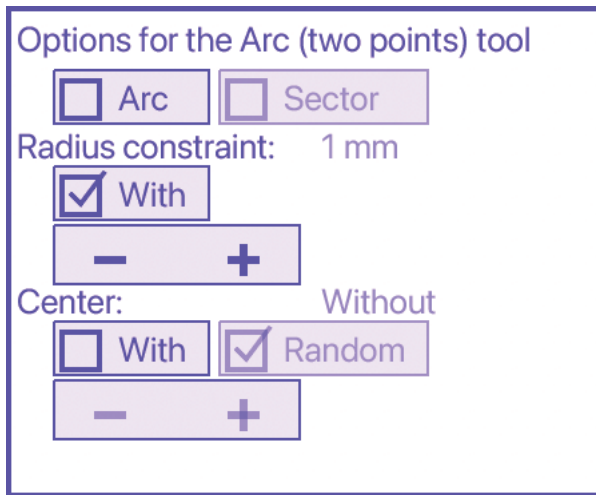 Options for the Arc (two points) tool
Arc Sector
Radius constraint: 1 mm
With
− +
Center: Without
With Random
− +